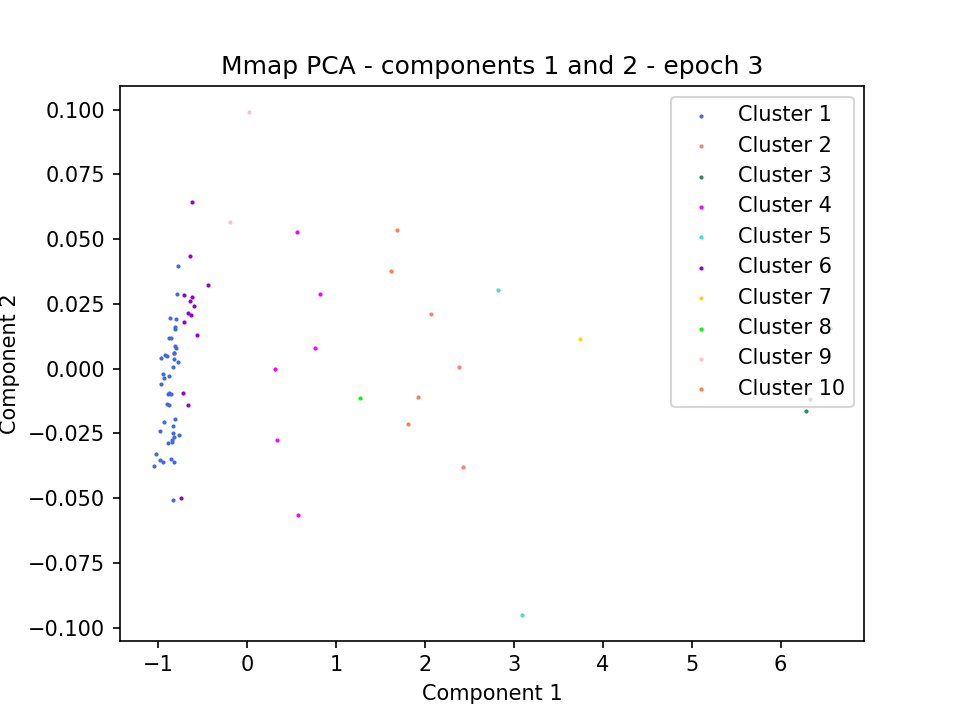 Mmap PCA - components 1 and 2 - epoch 3
Component 2
0.100
0.075
0.050
0.025
0.000
−0.025
−0.050
−0.075
−0.100
Cluster 1
Cluster 2
Cluster 3
Cluster 4
Cluster 5
Cluster 6
Cluster 7
Cluster 8
Cluster 9
Cluster 10
−1 0 1 2 3 4 5 6
Component 1